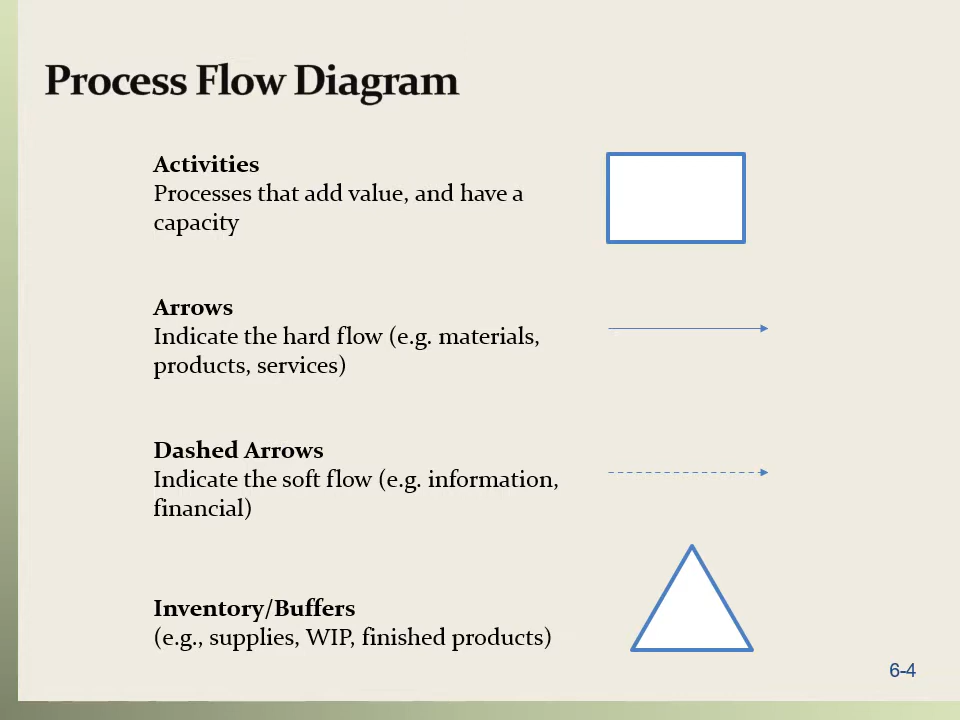 Process Flow Diagram
Activities
Processes that add value, and have a
capacity
Arrows
Indicate the hard flow (e.g. materials,
products, services)
Dashed Arrows
Indicate the soft flow (e.g. information,
financial)
Inventory/Buffers
(e.g., supplies, WIP, finished products)
6-4